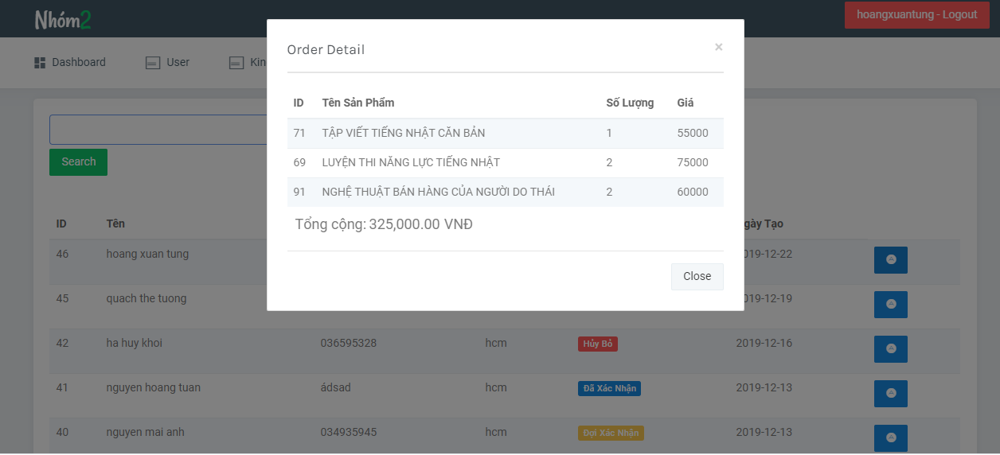 Nhóm2
hoangxuantung - Logout
Dashboard User Kin
Order Detail ×
ID Tên Sản Phẩm Số Lượng Giá
71 TẬP VIẾT TIẾNG NHẬT CĂN BẢN 1 55000
69 LUYỆN THI NĂNG LỰC TIẾNG NHẬT 2 75000
91 NGHỆ THUẬT BÁN HÀNG CỦA NGƯỜI DO THÁI 2 60000
Tổng cộng: 325,000.00 VNĐ
Close
Search
ID Tên gày Tạo
46 hoang xuan tung 019-12-22
45 quach the tuong 019-12-19
42 ha huy khoi 036595328 hcm Hủy Bỏ 2019-12-16
41 nguyen hoang tuan ádsad hcm Đã Xác Nhận 2019-12-13
40 nguyen mai anh 034935945 hcm Đợi Xác Nhận 2019-12-13